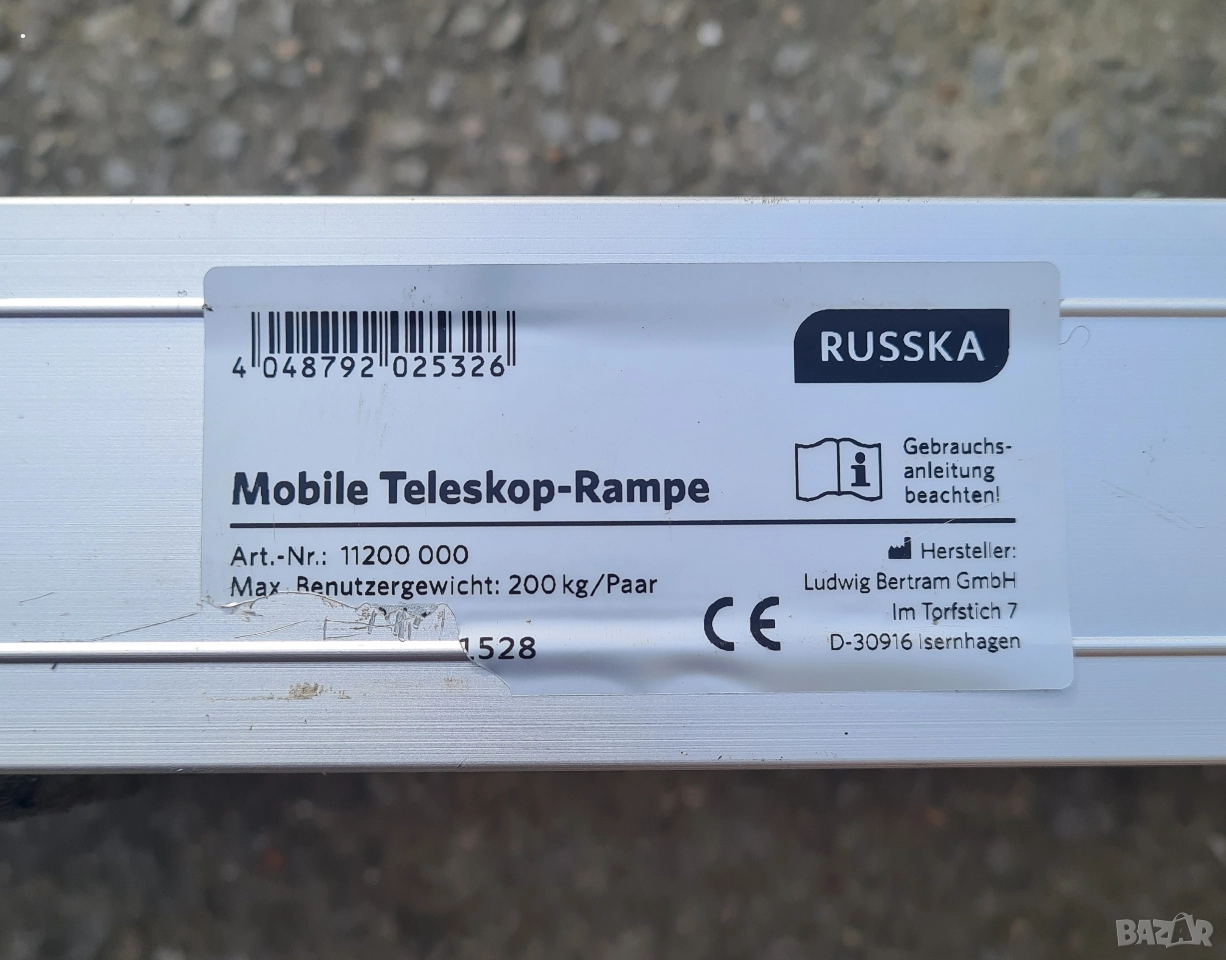 4 048792 025326
RUSSKA
Gebrauchs-
anleitung
beachten!
Mobile Teleskop-Rampe
Art.-Nr.: 11200 000
Max. Benutzergewicht: 200 kg/Paar
1528
CE
Hersteller:
Ludwig Bertram GmbH
Im Torfstich 7
D-30916 Isernhagen
BAZAR